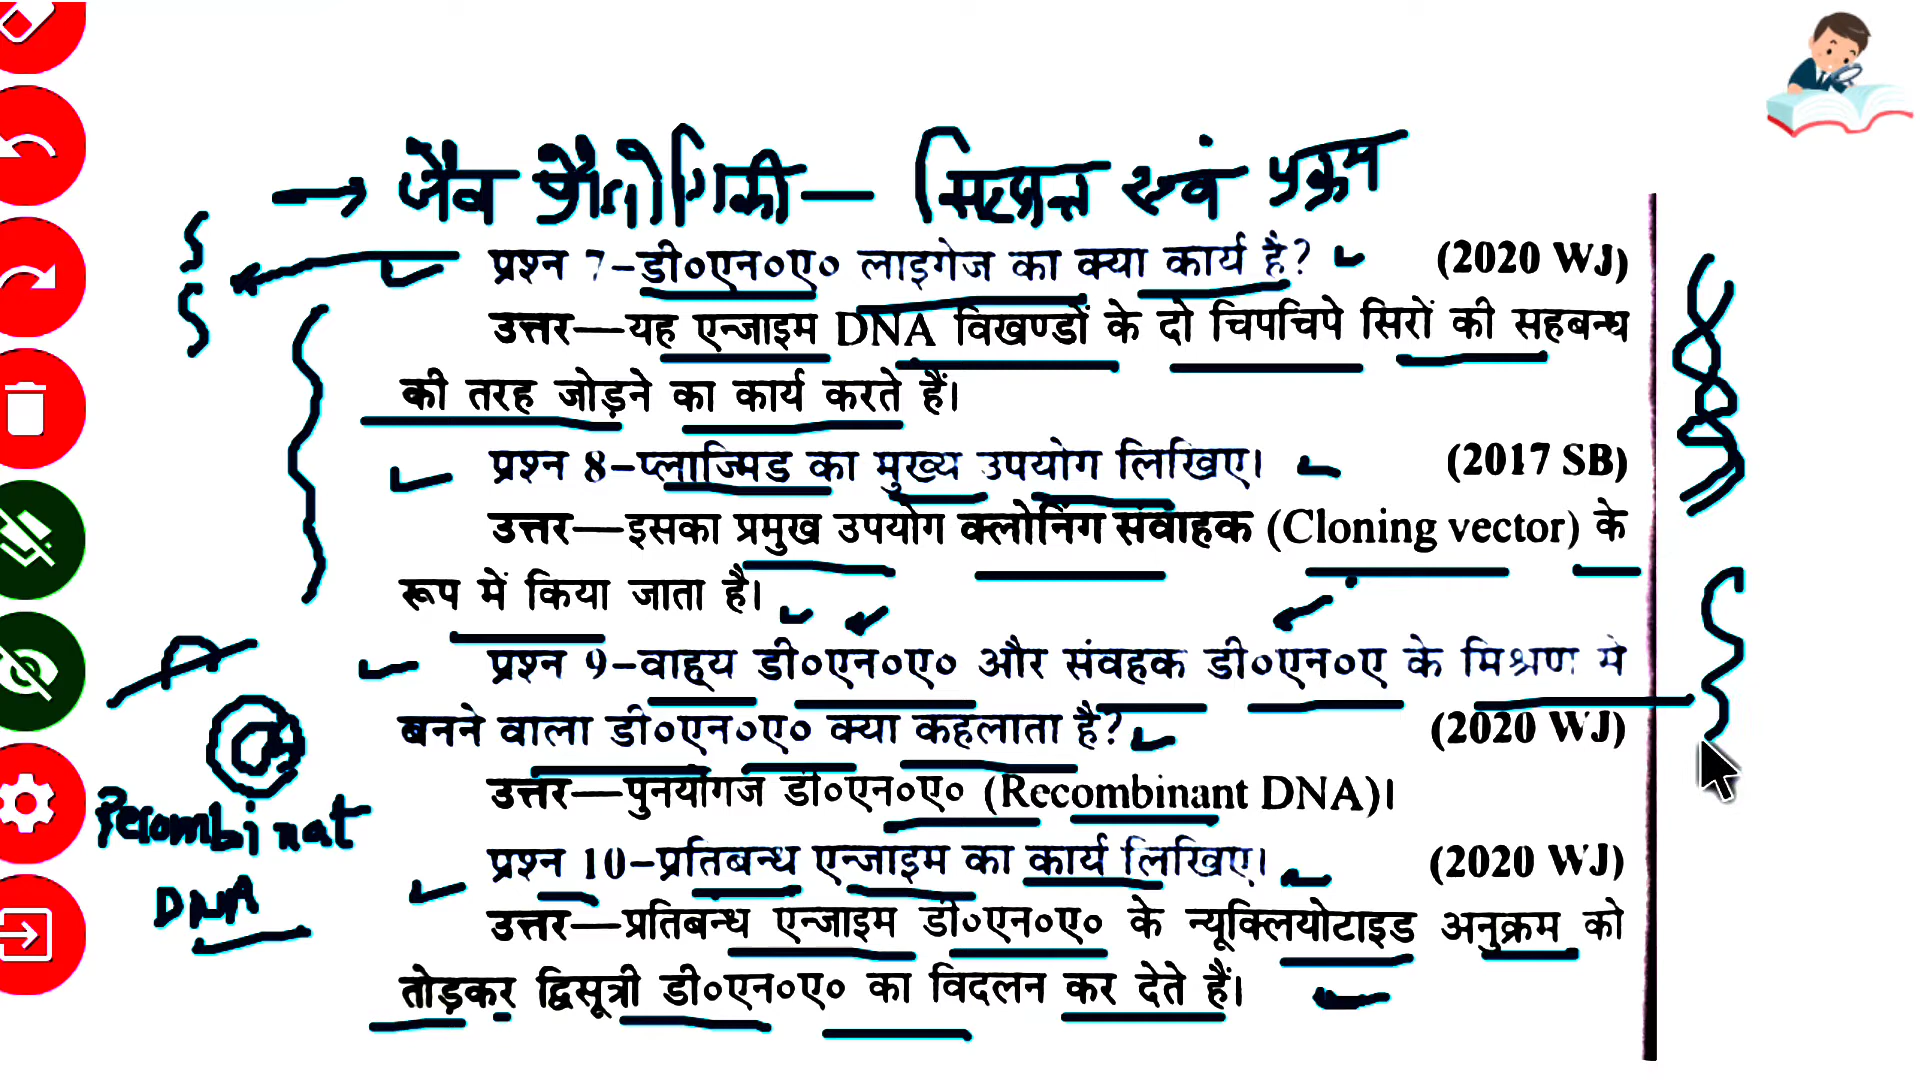 → जैव प्रौद्योगिकी — सिद्धान्त एवं प्रक्रम
प्रश्न 7–डी०एन०ए० लाइगेज का क्या कार्य है? (2020 WJ)
उत्तर—यह एन्जाइम DNA विखण्डों के दो चिपचिपे सिरों की सहबन्ध
की तरह जोड़ने का कार्य करते हैं।
प्रश्न 8–प्लाज्मिड का मुख्य उपयोग लिखिए। (2017 SB)
उत्तर—इसका प्रमुख उपयोग क्लोनिंग संवाहक (Cloning vector) के
रूप में किया जाता है।
प्रश्न 9–वाह्य डी०एन०ए० और संवहक डी०एन०ए के मिश्रण मे
बनने वाला डी०एन०ए० क्या कहलाता है? (2020 WJ)
उत्तर—पुनर्योगज डी०एन०ए० (Recombinant DNA)।
Recombinat
DNA
प्रश्न 10–प्रतिबन्ध एन्जाइम का कार्य लिखिए। (2020 WJ)
उत्तर—प्रतिबन्ध एन्जाइम डी०एन०ए० के न्यूक्लियोटाइड अनुक्रम को
तोड़कर द्विसूत्री डी०एन०ए० का विदलन कर देते हैं।